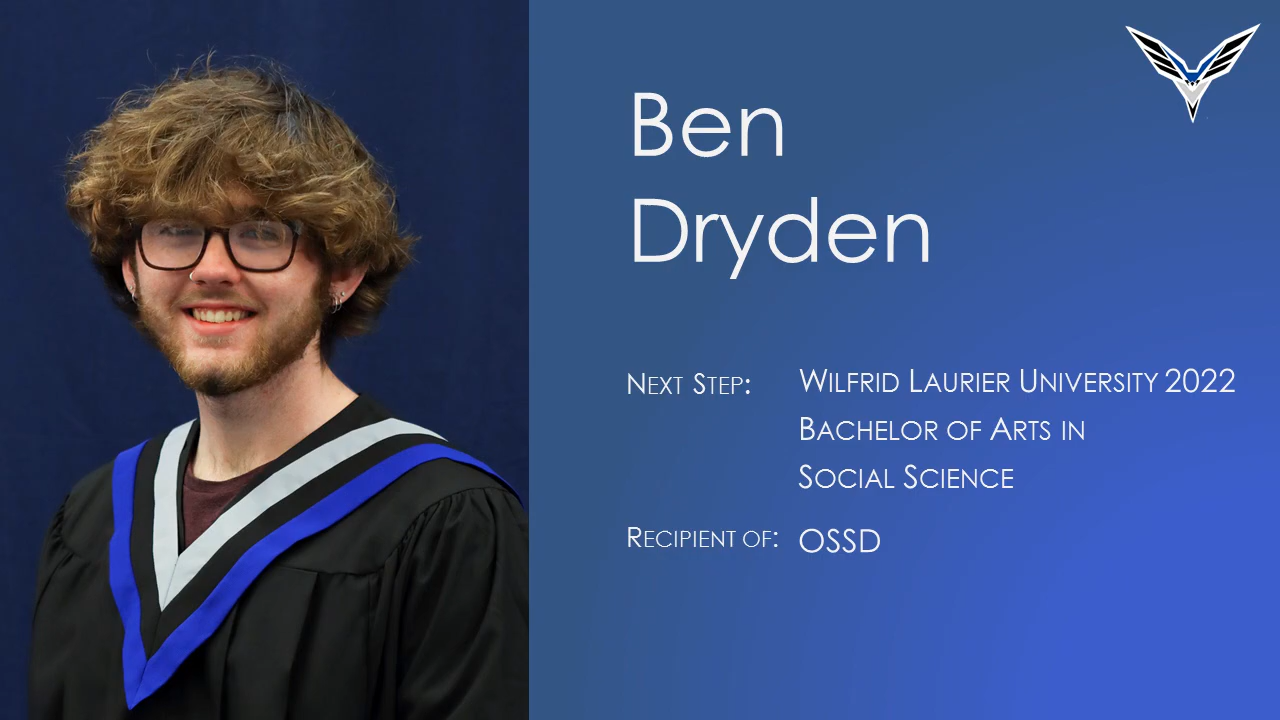 Ben
Dryden
Next Step: Wilfrid Laurier University 2022
Bachelor of Arts in
Social Science
Recipient of: OSSD